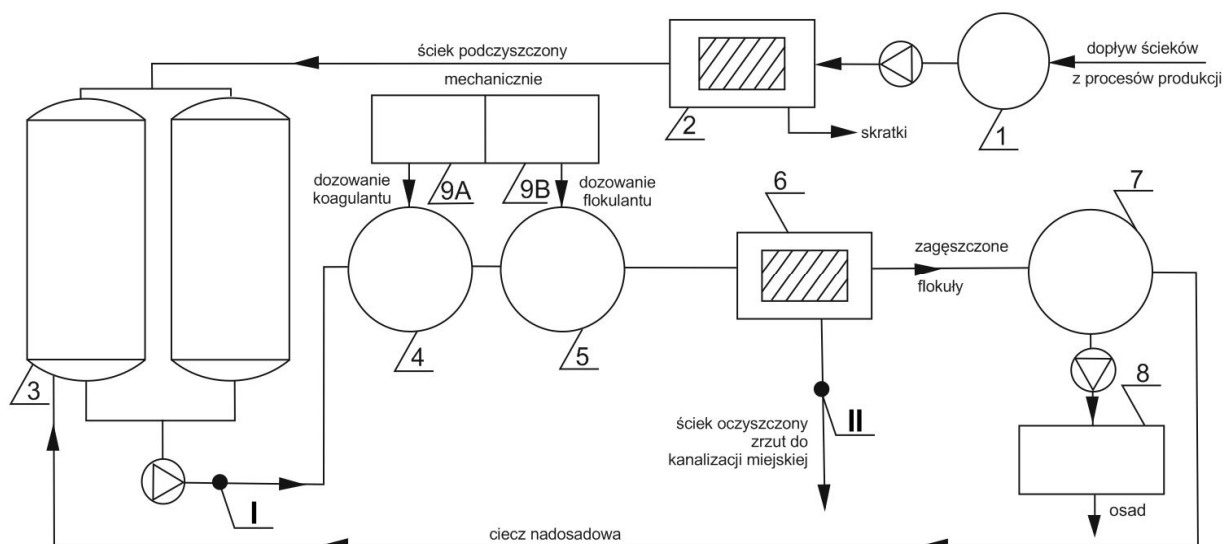 ściek podczyszczony
mechanicznie
dopływ ścieków
z procesów produkcji
2
skratki
1
dozowanie
koagulantu
9A
9B
dozowanie
flokulantu
6
7
zagęszczone
flokuły
3
4
5
8
ściek oczyszczony
zrzut do
kanalizacji miejskiej
II
I
osad
ciecz nadosadowa